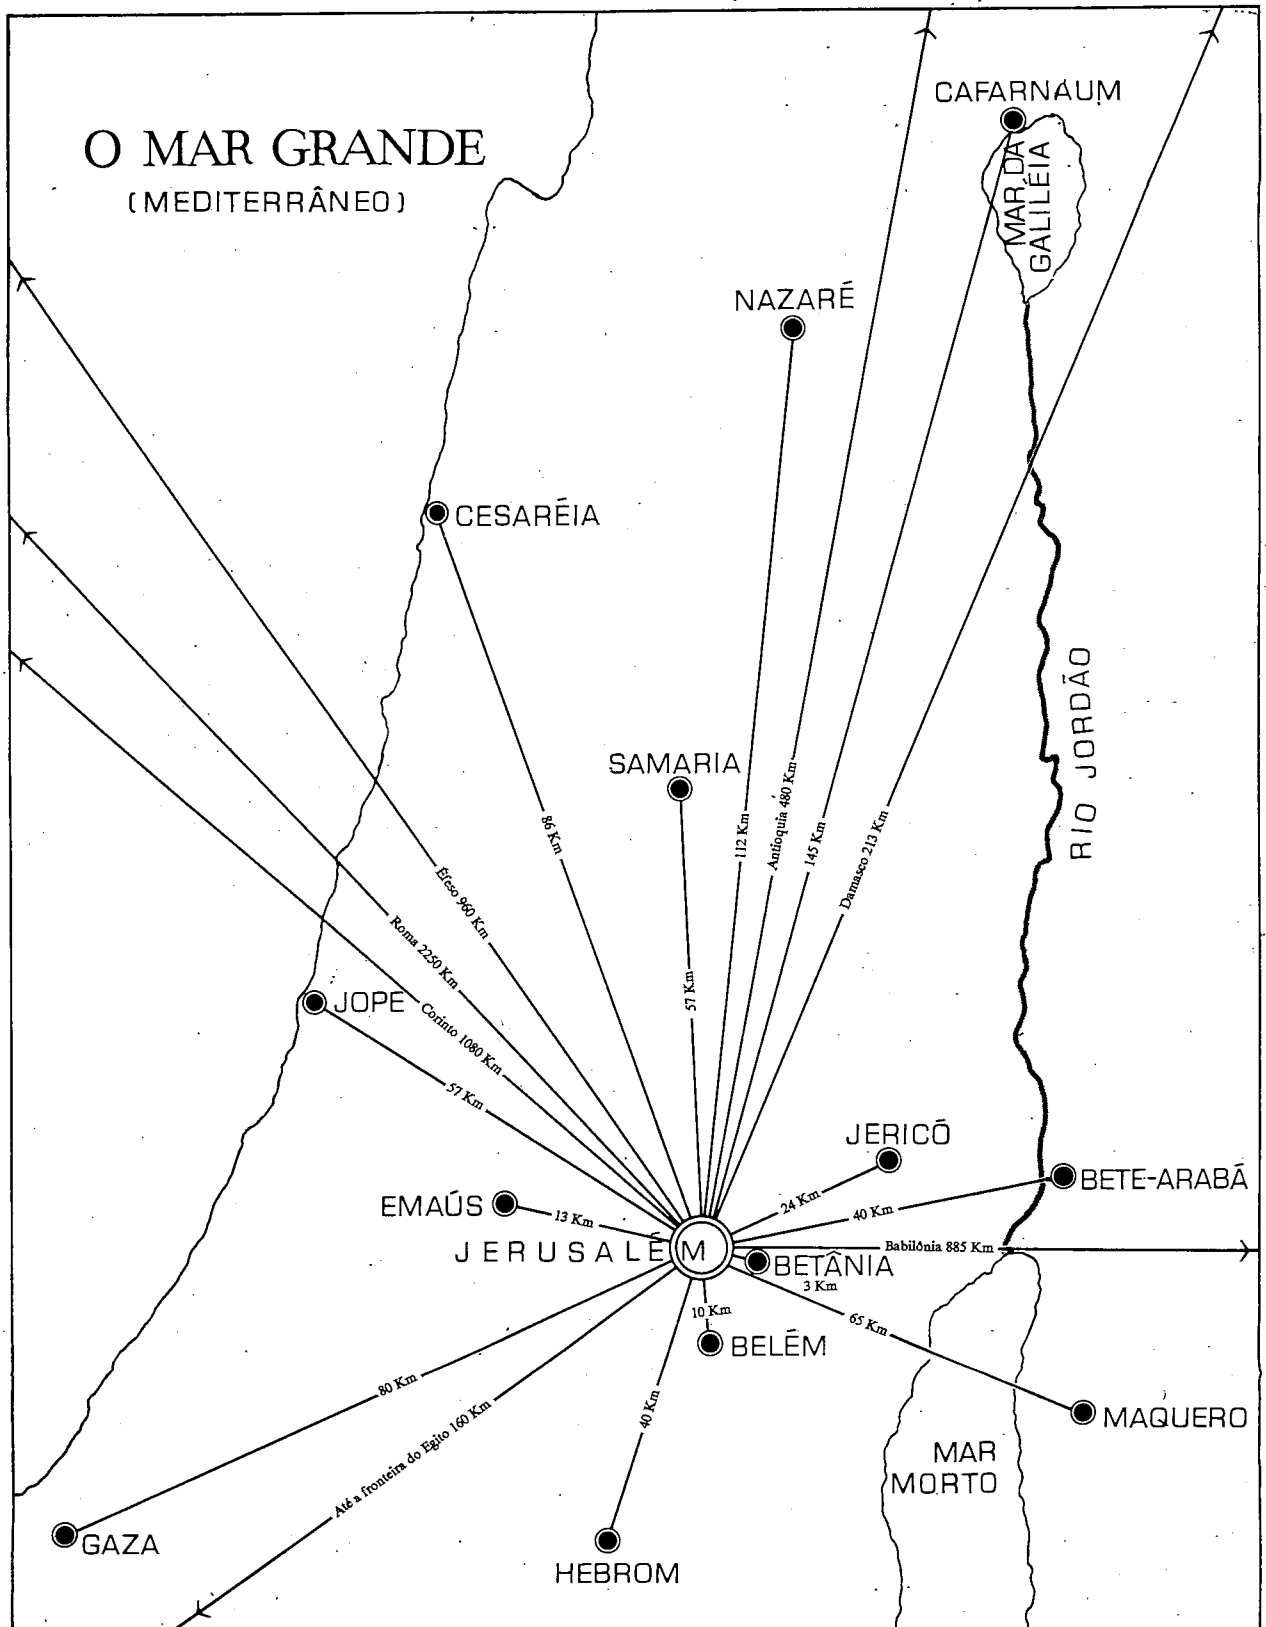 CAFARNAUM
O MAR GRANDE
(MEDITERRÂNEO)
MAR DA
GALILÉIA
NAZARÉ
CESARÉIA
RIO JORDÃO
SAMARIA
86 Km
112 Km
Antioquia 480 Km
145 Km
Damasco 213 Km
Éfeso 960 Km
Roma 2250 Km
57 Km
JOPE
Corinto 1080 Km
57 Km
JERICÓ
BETE-ARABÁ
EMAÚS
13 Km
24 Km
40 Km
JERUSALÉM
Babilônia 885 Km
BETÂNIA
3 Km
10 Km
65 Km
BELÉM
80 Km
40 Km
MAQUERO
Até a fronteira do Egito 160 Km
MAR
MORTO
GAZA
HEBROM